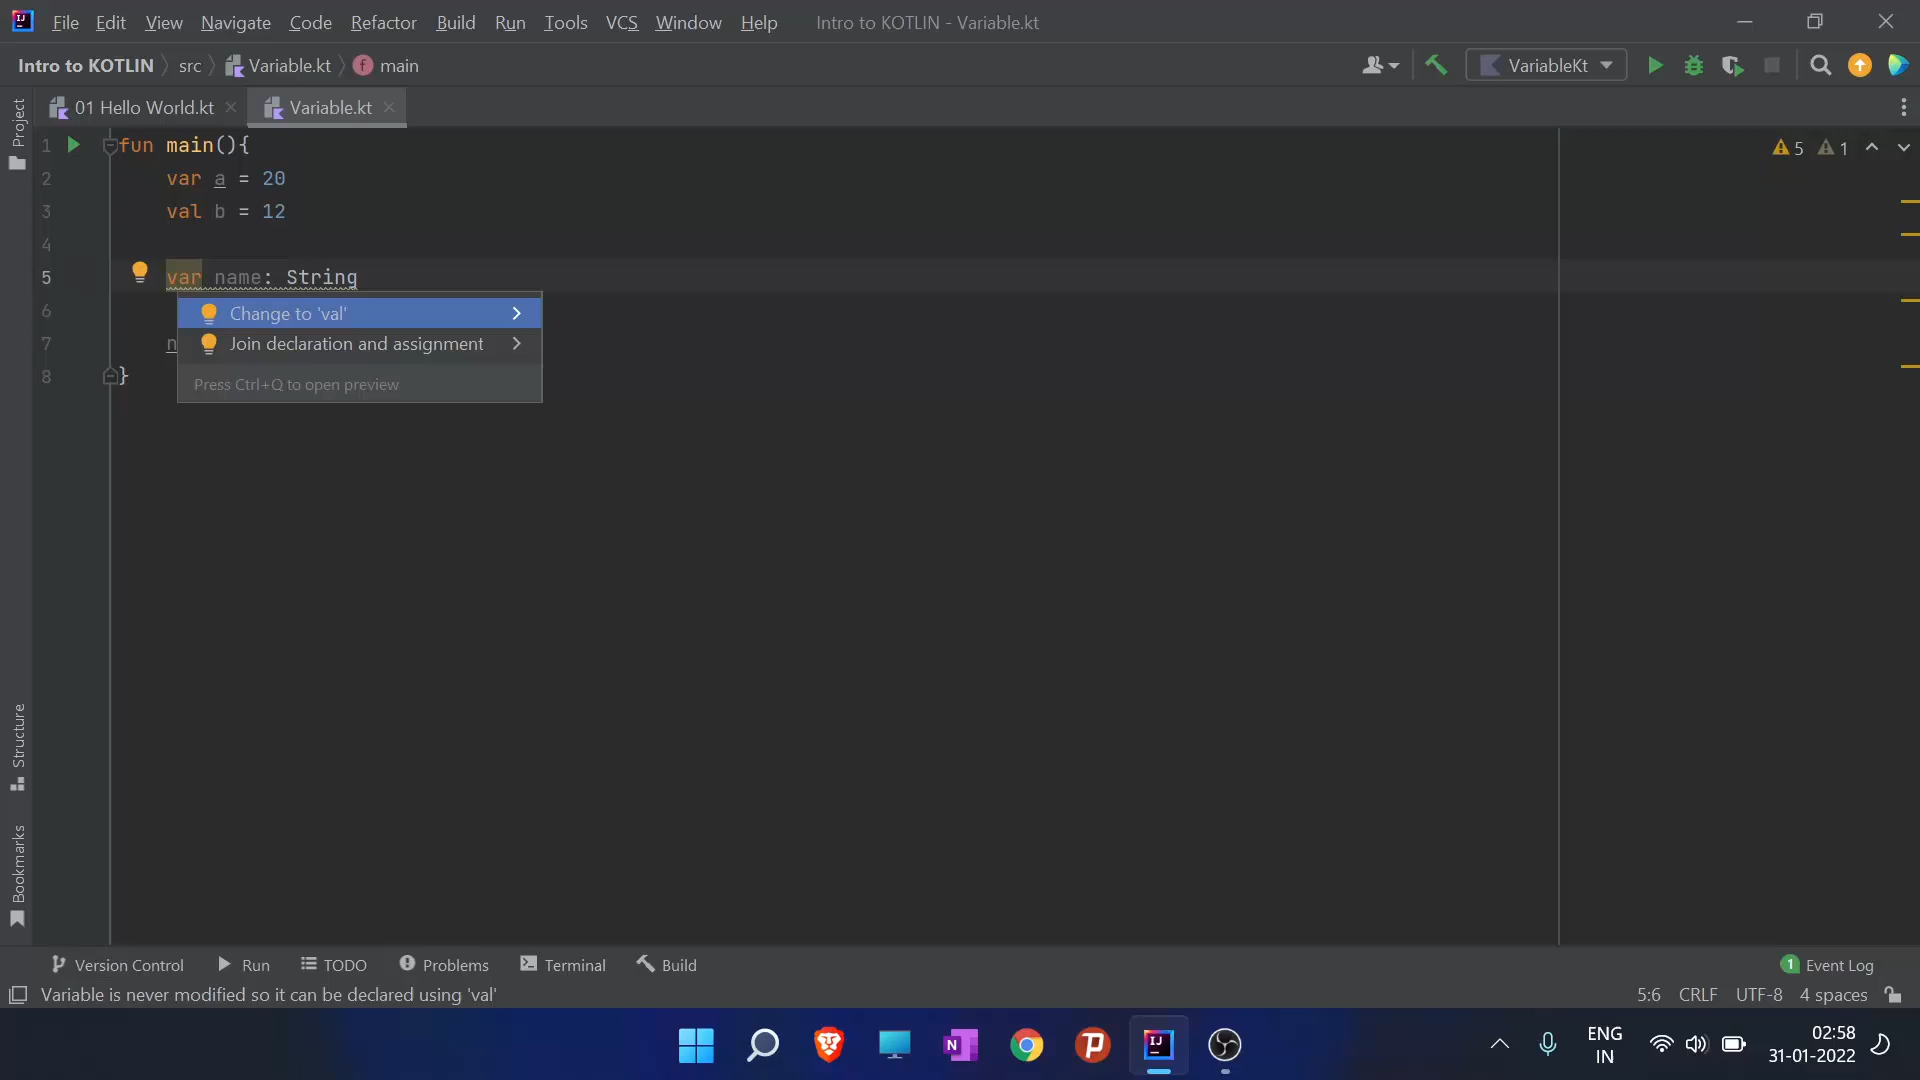 File Edit View Navigate Code Refactor Build Run Tools VCS Window Help Intro to KOTLIN - Variable.kt
Intro to KOTLIN src Variable.kt main VariableKt
01 Hello World.kt Variable.kt
Project
1 fun main(){
5 1
2 var a = 20
3 val b = 12
4
5 var name: String
6
Change to 'val'
7 n
Join declaration and assignment
8 }
Press Ctrl+Q to open preview
Structure
Bookmarks
Version Control Run TODO Problems Terminal Build 1 Event Log
Variable is never modified so it can be declared using 'val' 5:6 CRLF UTF-8 4 spaces
ENG
IN
02:58
31-01-2022